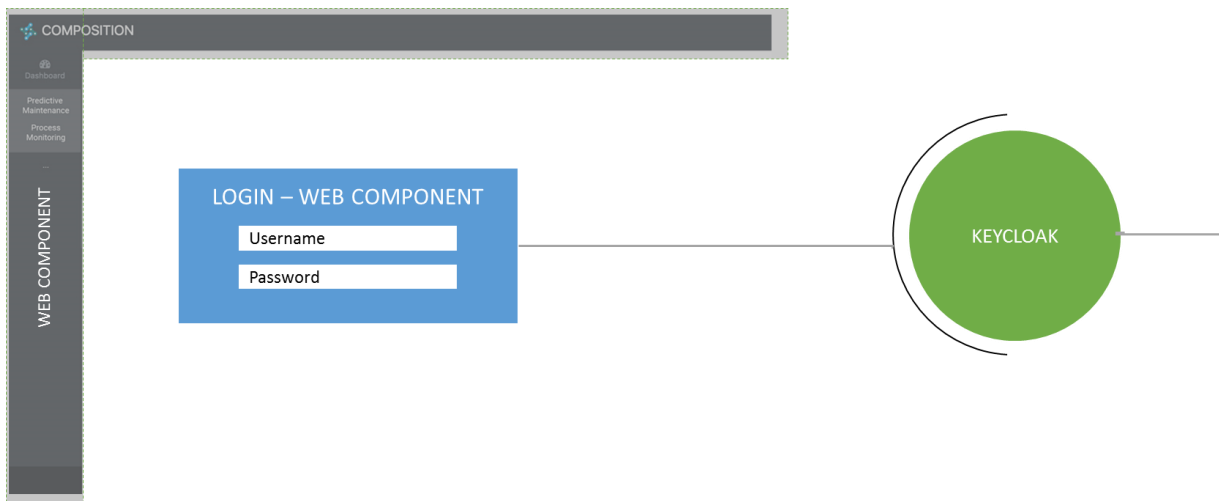 COMPOSITION
Dashboard
Predictive
Maintenance
Process
Monitoring
...
WEB COMPONENT
LOGIN – WEB COMPONENT
Username
Password
KEYCLOAK